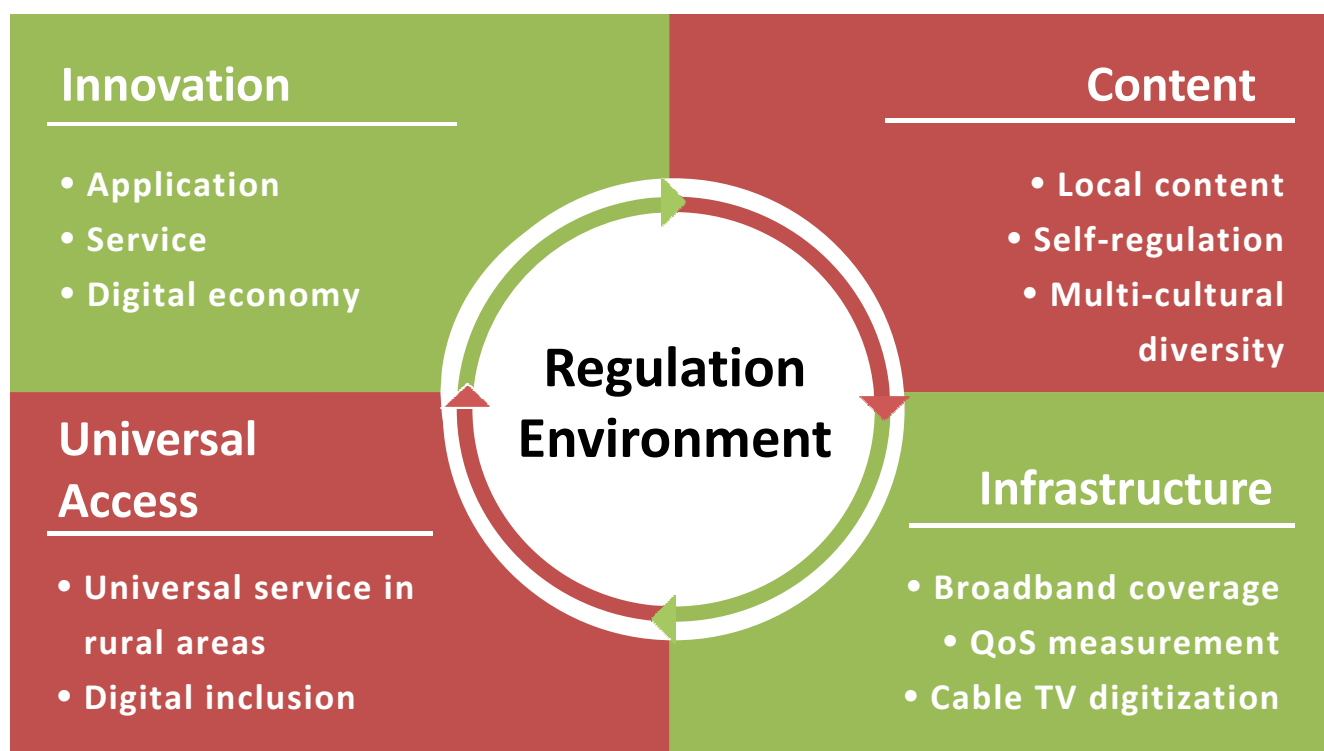 Innovation
• Application
• Service
• Digital economy
Content
• Local content
• Self-regulation
• Multi-cultural
diversity
Regulation
Environment
Universal
Access
• Universal service in
rural areas
• Digital inclusion
Infrastructure
• Broadband coverage
• QoS measurement
• Cable TV digitization